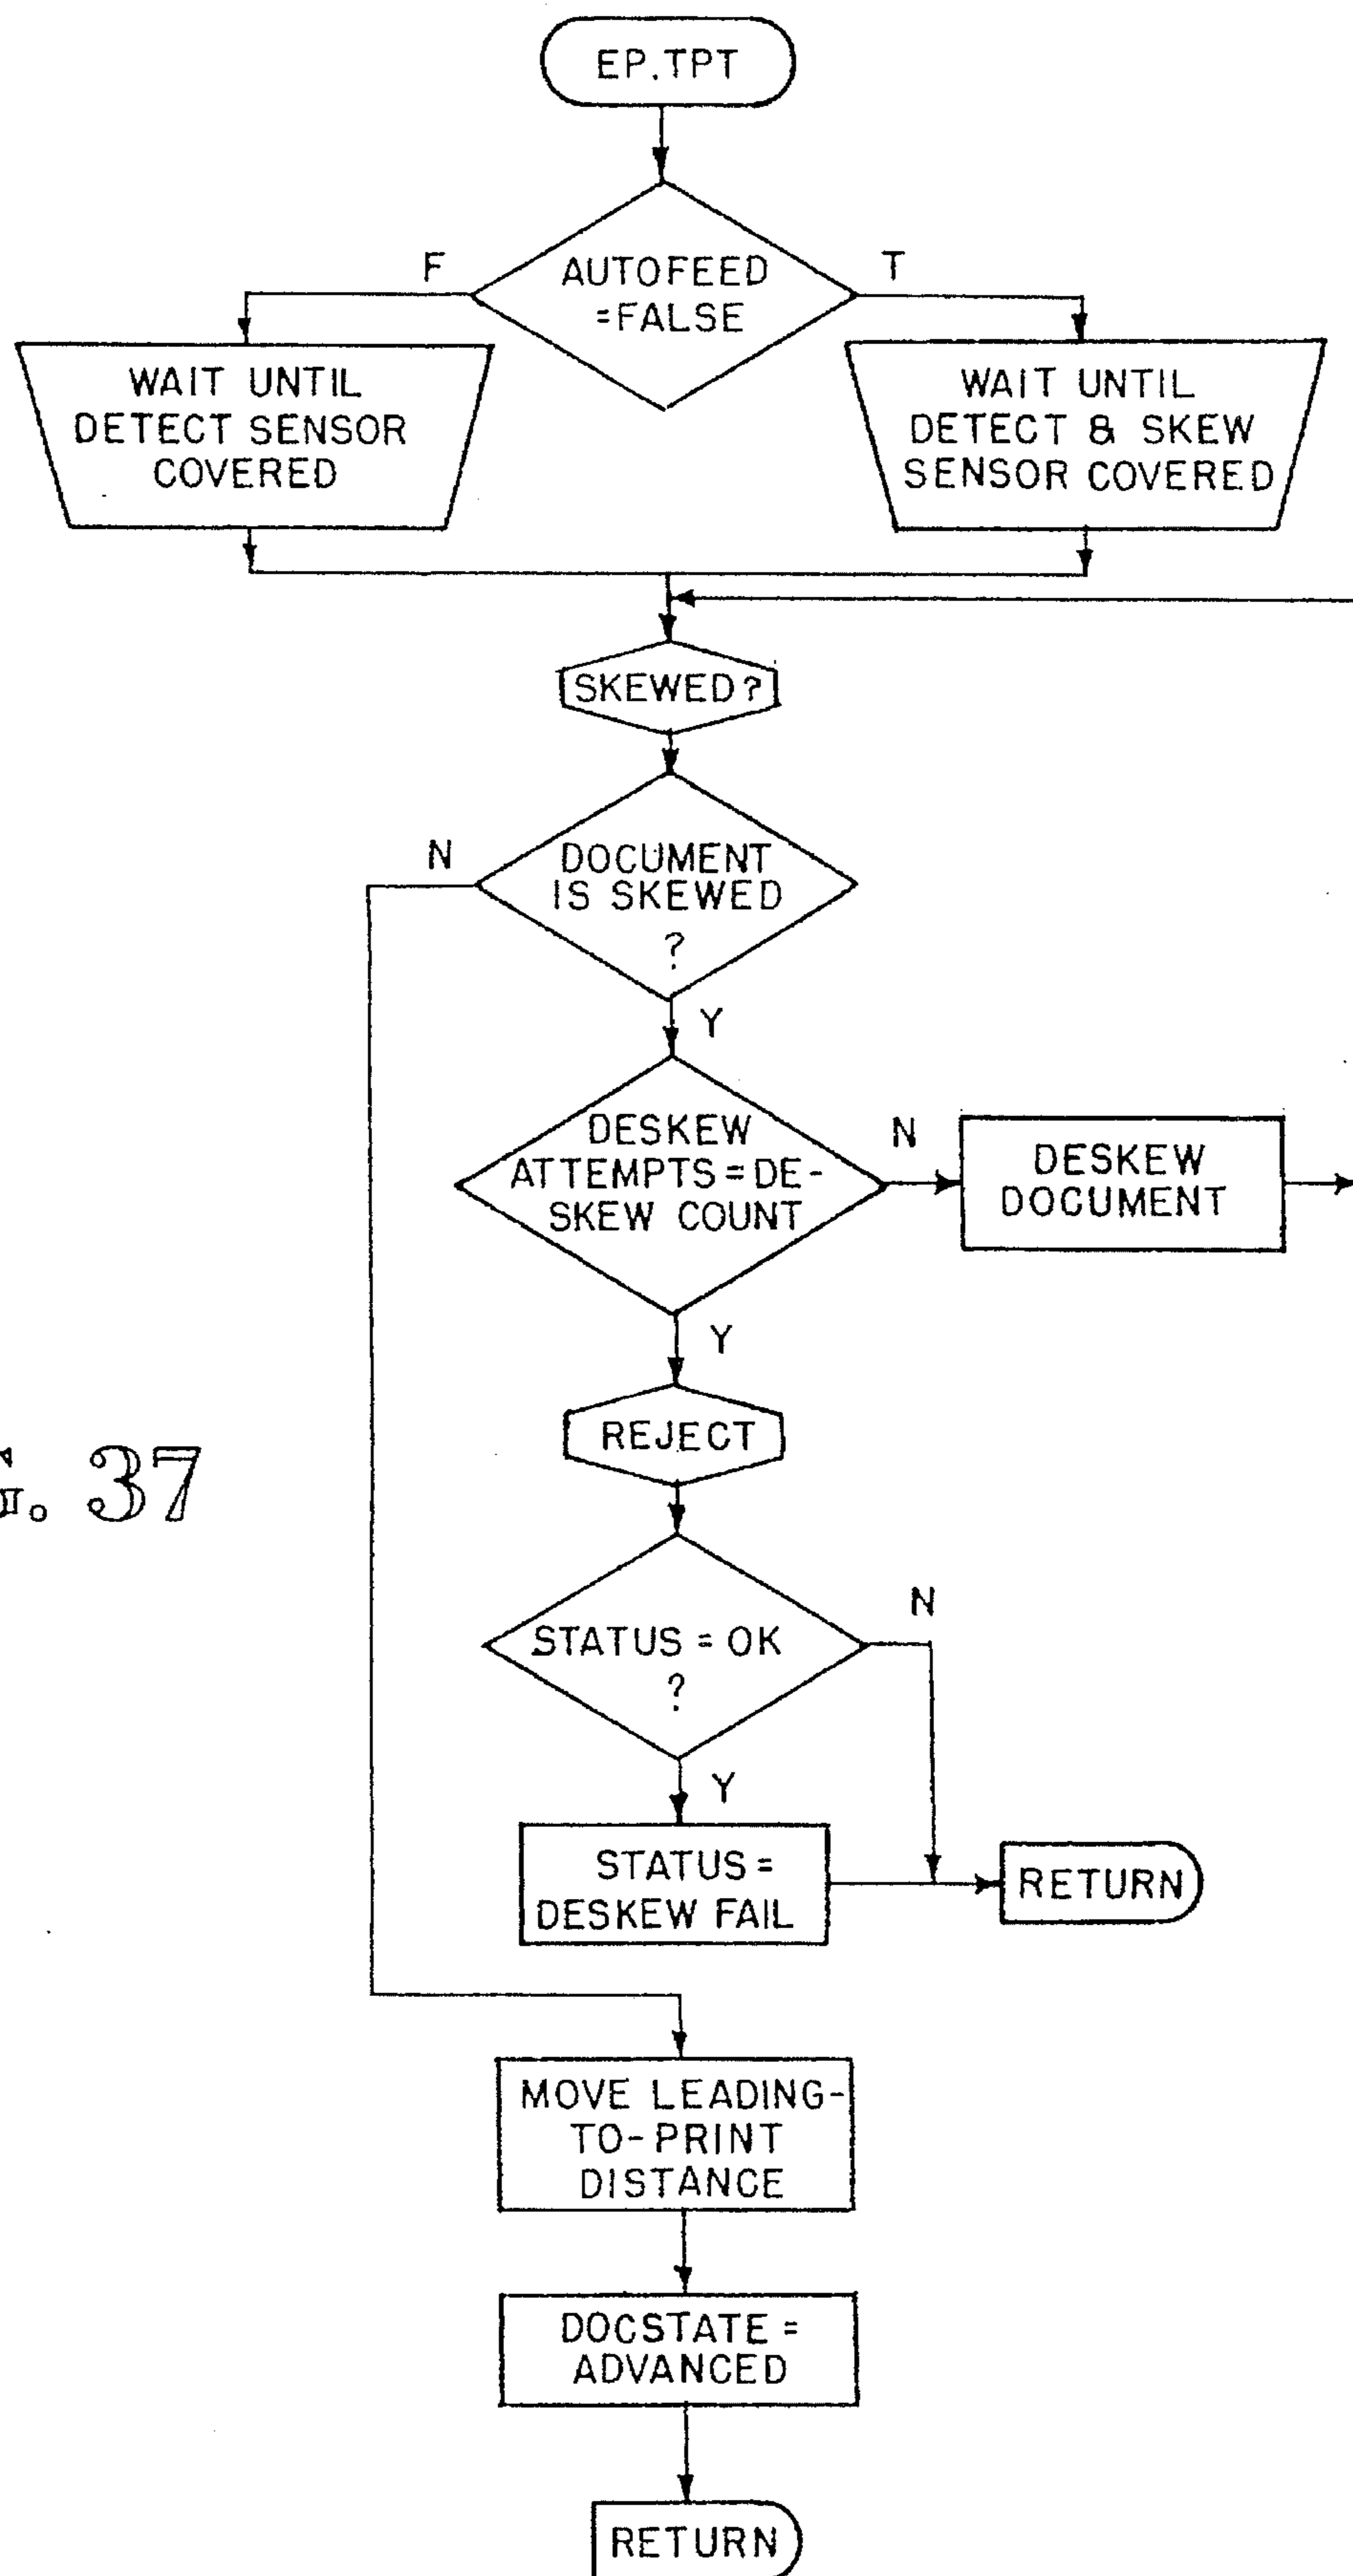 EP.TPT
AUTOFEED
=FALSE
F
T
WAIT UNTIL
DETECT SENSOR
COVERED
WAIT UNTIL
DETECT & SKEW
SENSOR COVERED
SKEWED?
DOCUMENT
IS SKEWED
?
N
Y
DESKEW
ATTEMPTS=DE-
SKEW COUNT
N
DESKEW
DOCUMENT
Y
REJECT
G. 37
STATUS = OK
?
N
Y
STATUS =
DESKEW FAIL
RETURN
MOVE LEADING-
TO-PRINT
DISTANCE
DOCSTATE =
ADVANCED
RETURN